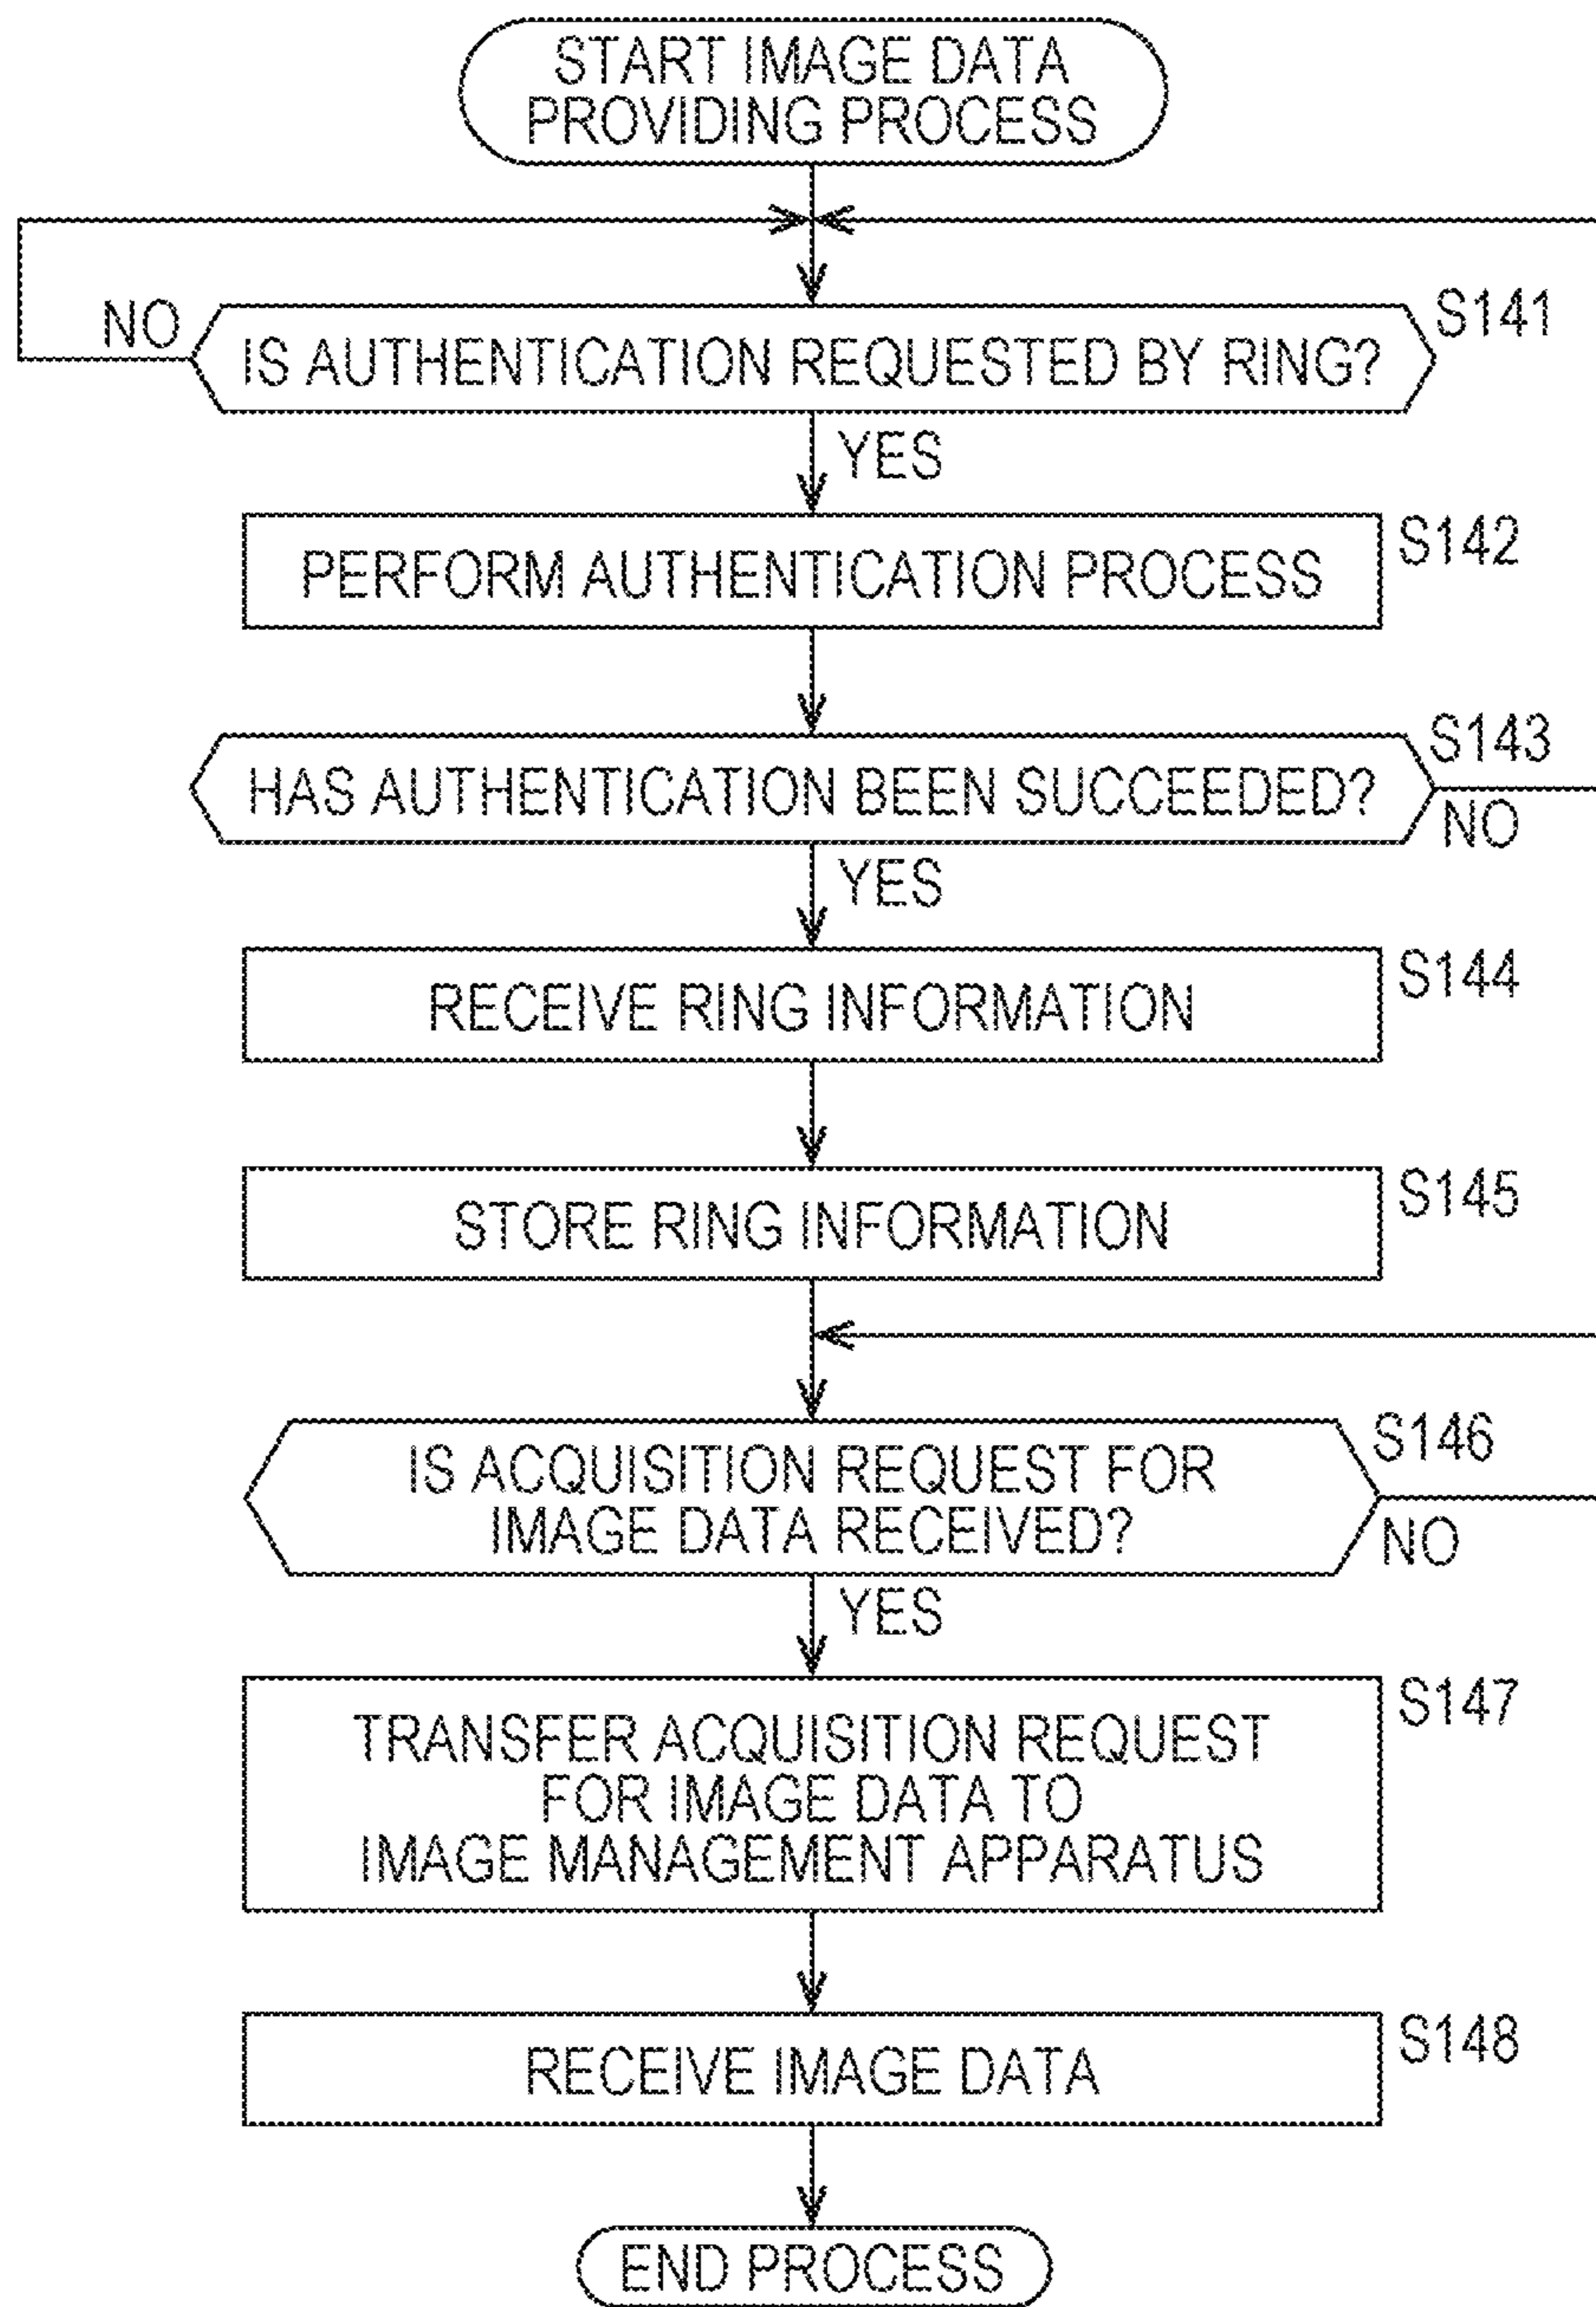 START IMAGE DATA
PROVIDING PROCESS
NO
S141
IS AUTHENTICATION REQUESTED BY RING?
YES
S142
PERFORM AUTHENTICATION PROCESS
S143
HAS AUTHENTICATION BEEN SUCCEEDED?
NO
YES
S144
RECEIVE RING INFORMATION
S145
STORE RING INFORMATION
S146
IS ACQUISITION REQUEST FOR
IMAGE DATA RECEIVED?
NO
YES
S147
TRANSFER ACQUISITION REQUEST
FOR IMAGE DATA TO
IMAGE MANAGEMENT APPARATUS
S148
RECEIVE IMAGE DATA
END PROCESS